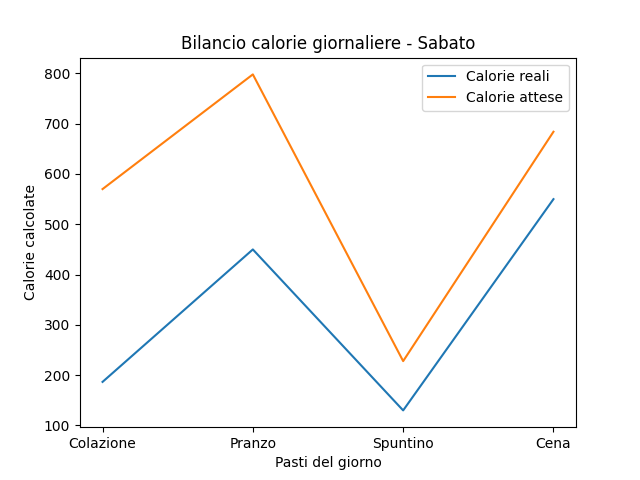 Bilancio calorie giornaliere - Sabato
Calorie reali
Calorie attese
800
700
600
500
400
300
200
100
Calorie calcolate
Colazione Pranzo Spuntino Cena
Pasti del giorno